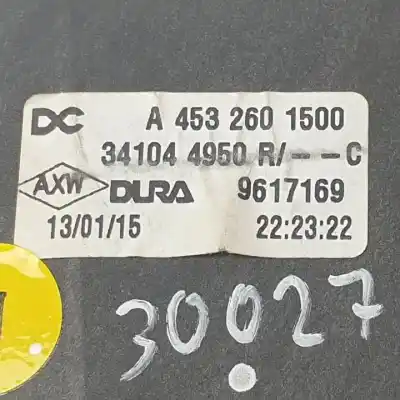 DC A 453 260 1500
34104 4950 R/--C
AXW DURA 9617169
13/01/15 22:23:22
30027